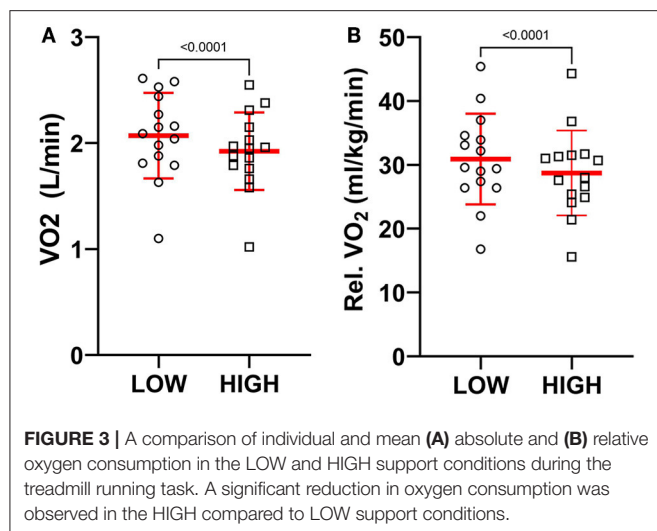 A
B
<0.0001
<0.0001
VO2 (L/min)
3
2
1
0
LOW HIGH
Rel. VO₂ (ml/kg/min)
50
40
30
20
10
0
LOW HIGH
FIGURE 3 | A comparison of individual and mean (A) absolute and (B) relative
oxygen consumption in the LOW and HIGH support conditions during the
treadmill running task. A significant reduction in oxygen consumption was
observed in the HIGH compared to LOW support conditions.